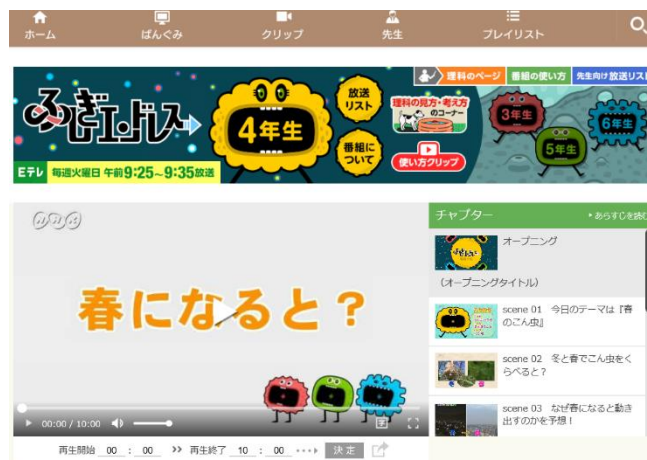 ホーム
ばんぐみ
クリップ
先生
プレイリスト
理科のページ
番組の使い方
先生向け放送リスト
ふしぎエンドレス
4年生
放送
リスト
番組に
ついて
理科の見方・考え方
のコーナー
使い方クリップ
3年生
5年生
6年生
Eテレ 毎週火曜日 午前9:25~9:35放送
NHK
春になると?
00:00 / 10:00
再生開始 00 : 00 >> 再生終了 10 : 00 決定
チャプター
・あらすじを読む
オープニング
(オープニングタイトル)
scene 01 今日のテーマは『春
のこん虫』
scene 02 冬と春でこん虫をく
らべると?
scene 03 なぜ春になると動き
出すのかを予想!